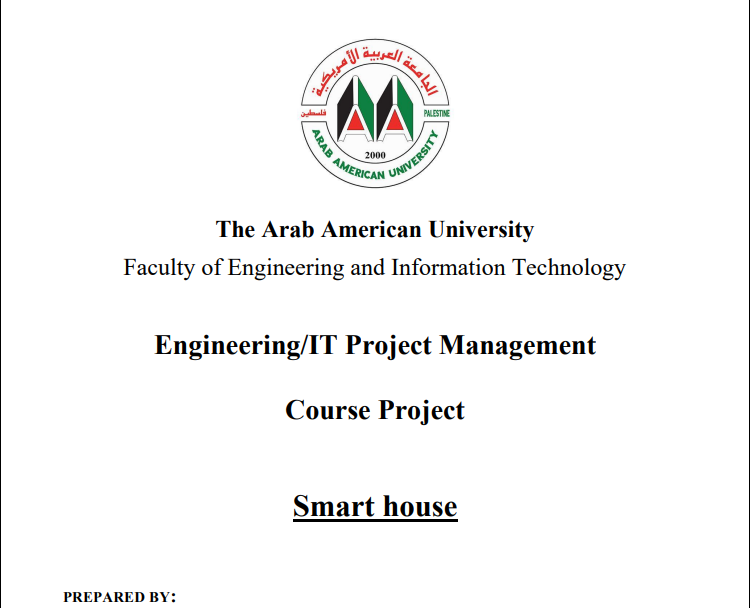 الجامعة العربية الأمريكية
فلسطين
PALESTINE
2000
ARAB AMERICAN UNIVERSITY
The Arab American University
Faculty of Engineering and Information Technology
Engineering/IT Project Management
Course Project
Smart house
PREPARED BY: